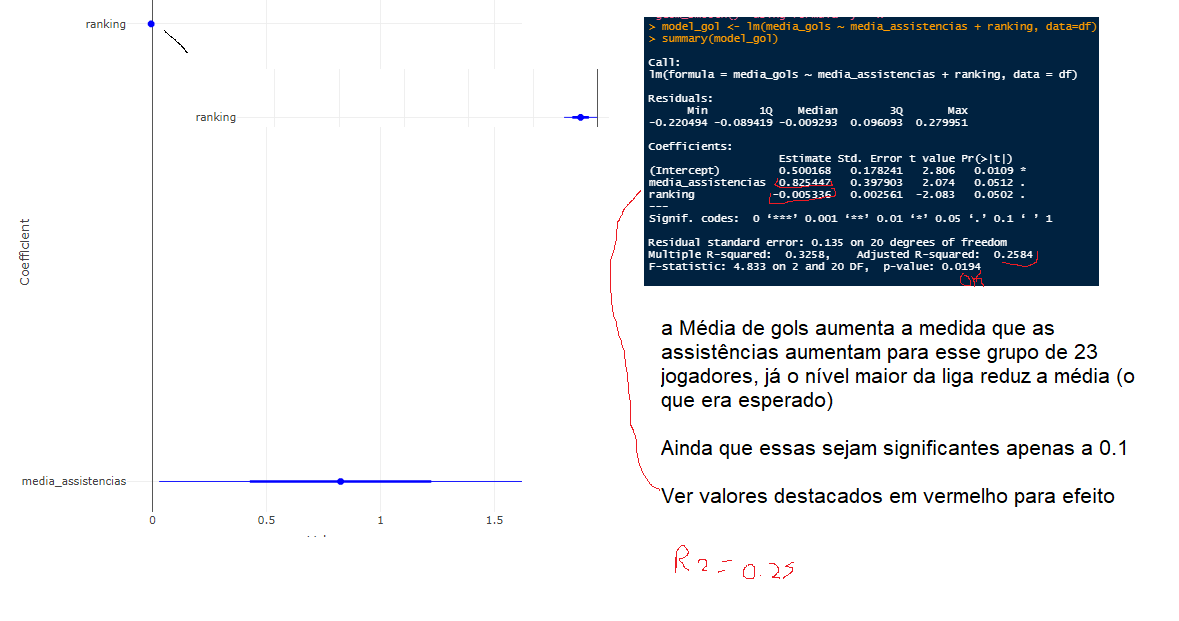 ranking
ranking
Coefficient
media_assistencias
0 0.5 1 1.5
> model_gol <- lm(media_gols ~ media_assistencias + ranking, data=df)
> summary(model_gol)
Call:
lm(formula = media_gols ~ media_assistencias + ranking, data = df)
Residuals:
Min 1Q Median 3Q Max
-0.220494 -0.089419 -0.009293 0.096093 0.279951
Coefficients:
Estimate Std. Error t value Pr(>|t|)
(Intercept) 0.500168 0.178241 2.806 0.0109 *
media_assistencias 0.825447 0.397903 2.074 0.0512 .
ranking -0.005336 0.002561 -2.083 0.0502 .
---
Signif. codes: 0 ‘***’ 0.001 ‘**’ 0.01 ‘*’ 0.05 ‘.’ 0.1 ‘ ’ 1
Residual standard error: 0.135 on 20 degrees of freedom
Multiple R-squared: 0.3258, Adjusted R-squared: 0.2584
F-statistic: 4.833 on 2 and 20 DF, p-value: 0.0194
OK
a Média de gols aumenta a medida que as
assistências aumentam para esse grupo de 23
jogadores, já o nível maior da liga reduz a média (o
que era esperado)
Ainda que essas sejam significantes apenas a 0.1
Ver valores destacados em vermelho para efeito
R2 = 0.25